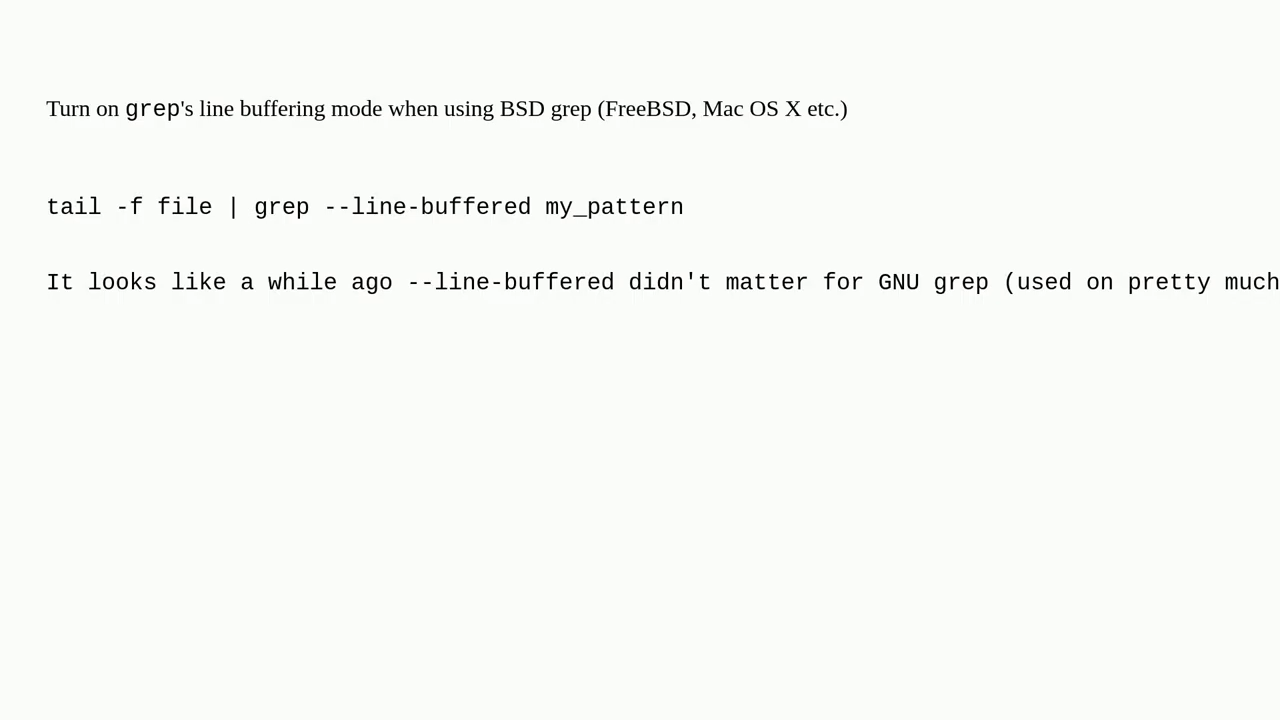 Turn on grep's line buffering mode when using BSD grep (FreeBSD, Mac OS X etc.)
tail -f file | grep --line-buffered my_pattern
It looks like a while ago --line-buffered didn't matter for GNU grep (used on pretty much